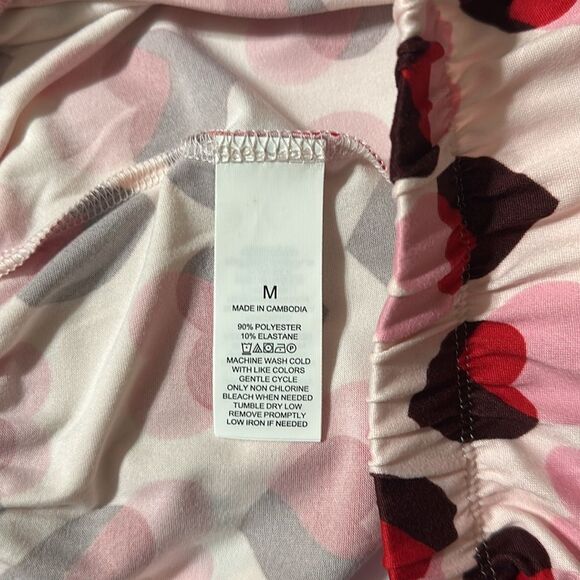 M
MADE IN CAMBODIA
90% POLYESTER
10% ELASTANE
MACHINE WASH COLD
WITH LIKE COLORS
GENTLE CYCLE
ONLY NON CHLORINE
BLEACH WHEN NEEDED
TUMBLE DRY LOW
REMOVE PROMPTLY
LOW IRON IF NEEDED